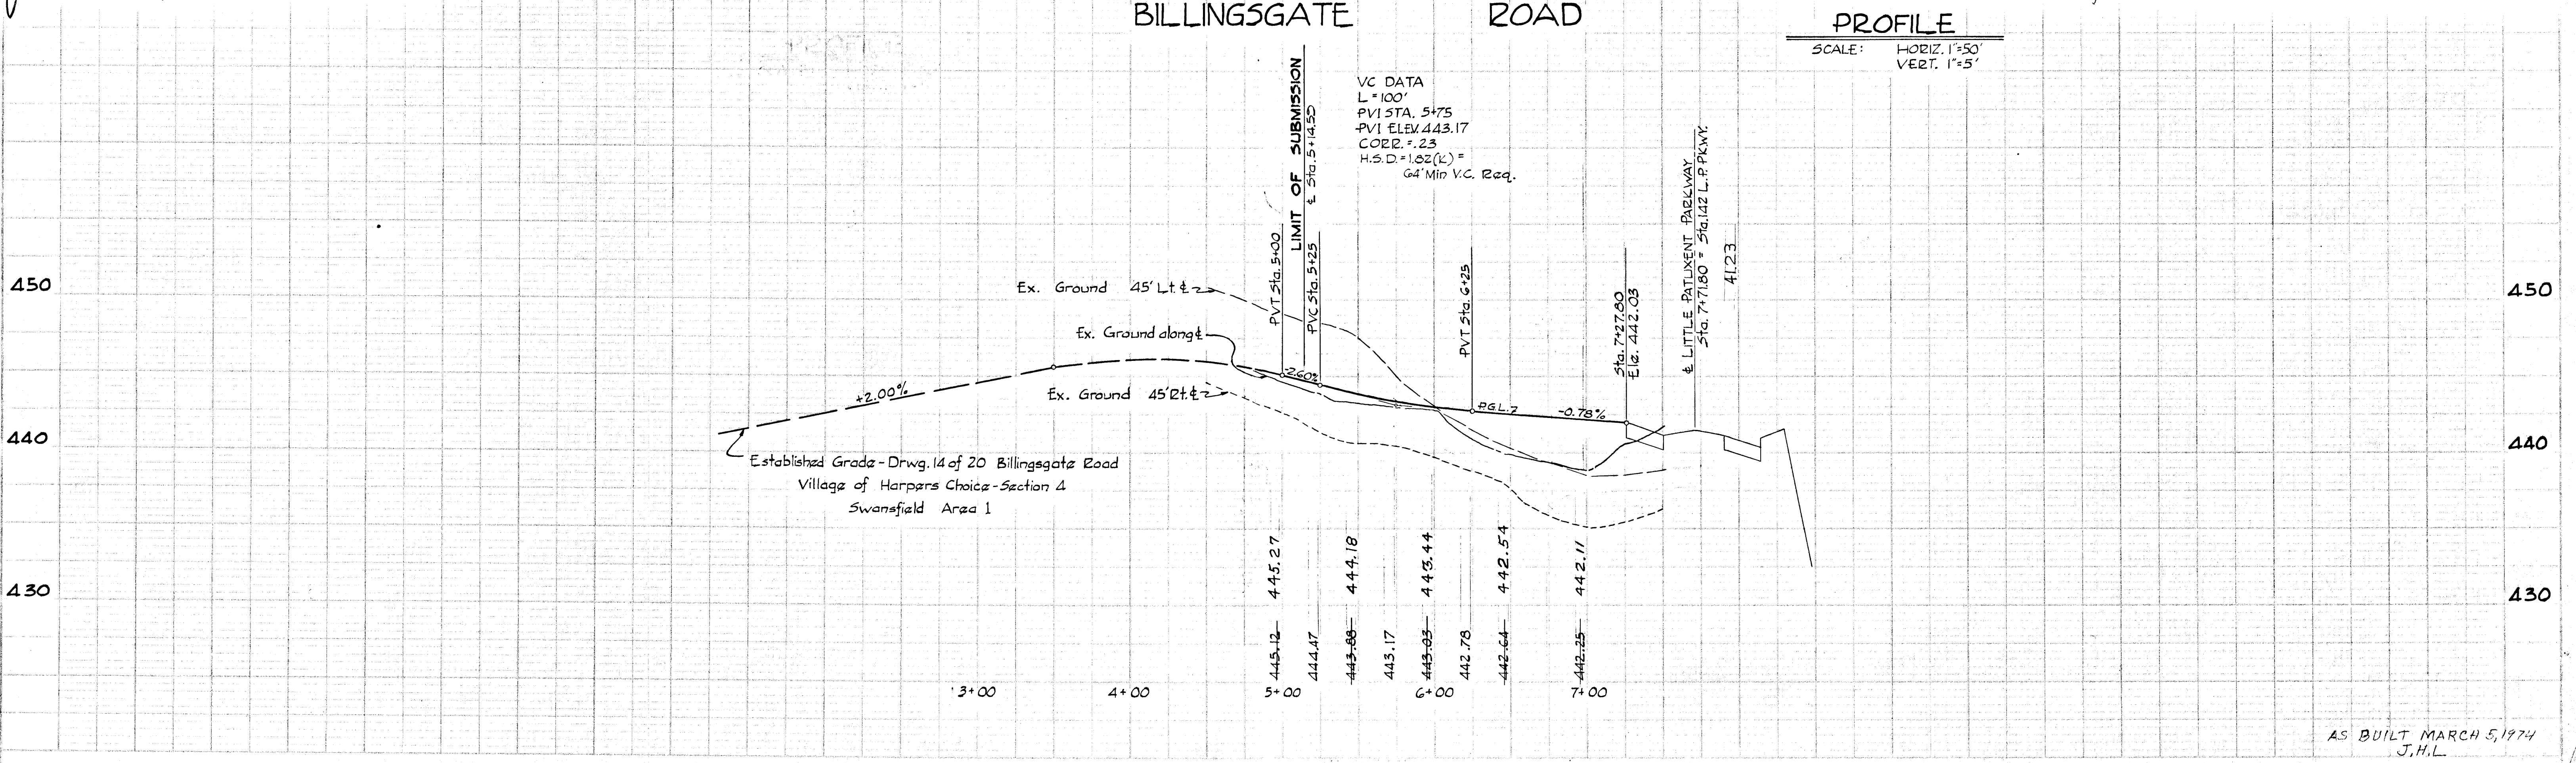 BILLINGSGATE ROAD
PROFILE
SCALE: HORIZ. 1"=50'
VERT. 1"=5'
LIMIT OF SUBMISSION
℄ Sta. 5+14.55
VC DATA
L = 100'
PVI STA. 5+75
PVI ELEV. 443.17
CORR. = .23
H.S.D. = 1.82(K) =
64' Min V.C. Req.
PVT Sta. 5+00
PVC Sta. 5+25
PVT Sta. 6+25
Sta. 7+27.80
Ele. 442.03
℄ LITTLE PATUXENT PARKWAY
Sta. 7+71.80 = Sta. 142 L.P. PKWY.
41.23
450
450
Ex. Ground 45' Lt. ℄
Ex. Ground along ℄
Ex. Ground 45' Rt. ℄
+2.00%
-2.60%
P.G.L.
-0.78%
440
440
Established Grade - Drwg. 14 of 20 Billingsgate Road
Village of Harpers Choice - Section 4
Swansfield Area 1
430
430
445.27
444.18
443.44
442.54
442.11
445.12
444.47
443.88
443.17
443.03
442.78
442.64
442.25
3+00
4+00
5+00
6+00
7+00
AS BUILT MARCH 5, 1974
J.H.L